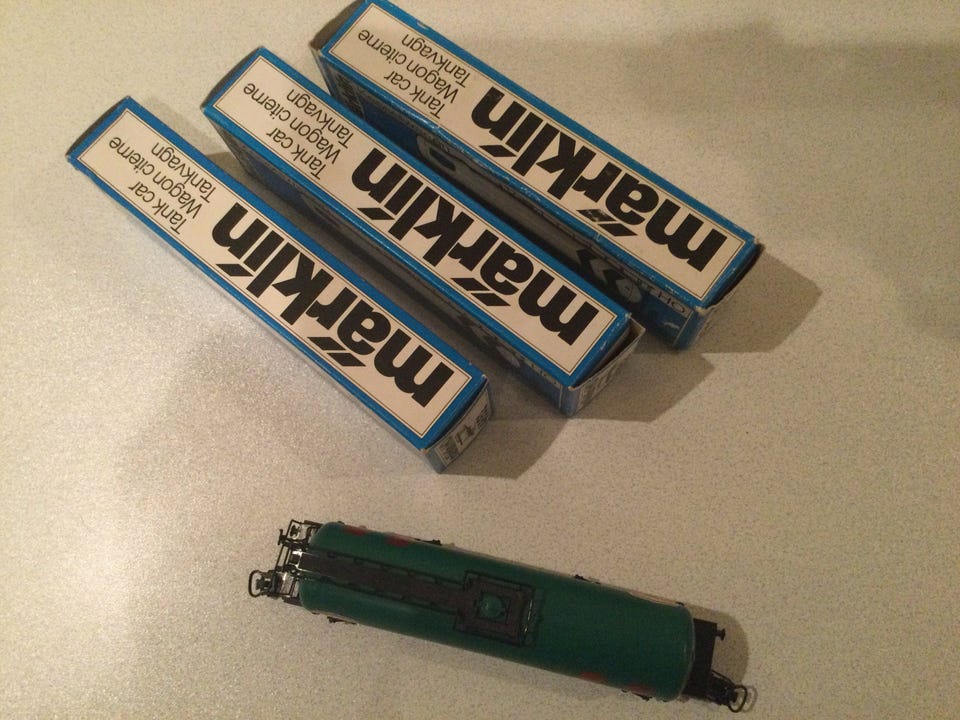 märklin
Tank car
Wagon citerne
Tankvagn
märklin
Tank car
Wagon citerne
Tankvagn
märklin
Tank car
Wagon citerne
Tankvagn